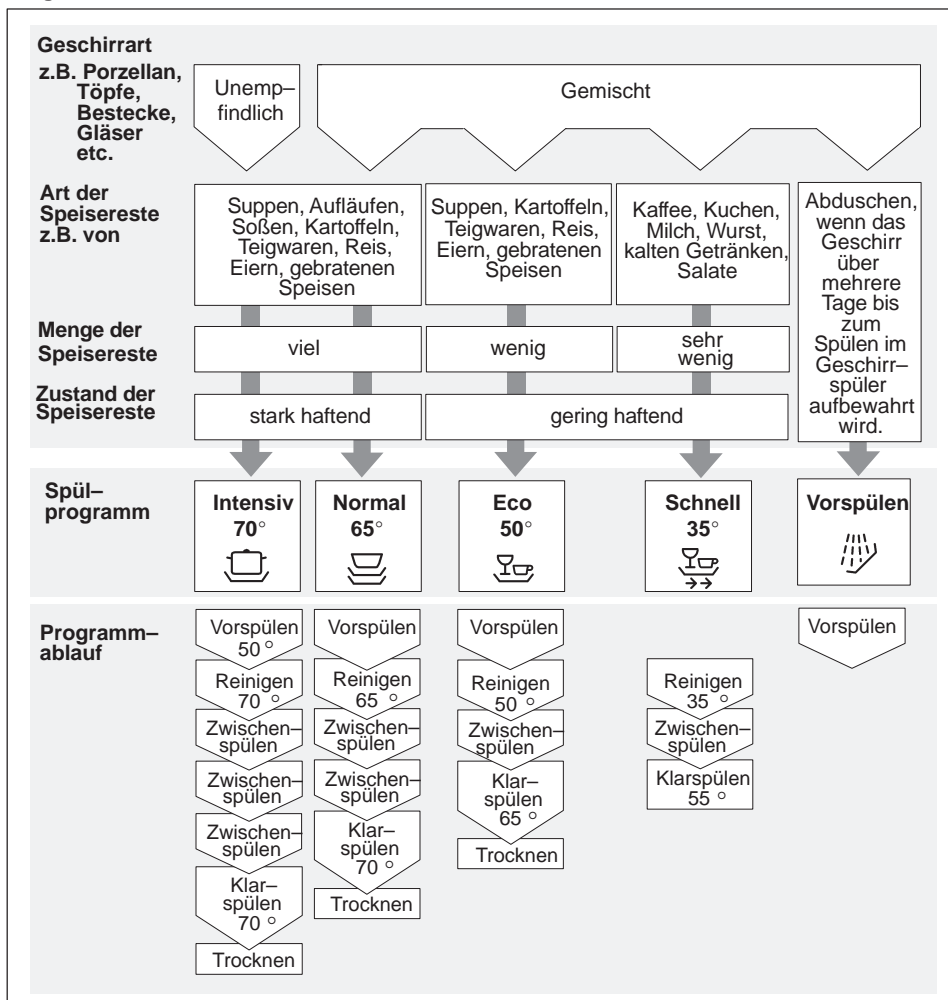 Geschirrart
z.B. Porzellan,
Töpfe,
Bestecke,
Gläser
etc.
Unemp–
findlich
Gemischt
Art der
Speisereste
z.B. von
Suppen, Aufläufen,
Soßen, Kartoffeln,
Teigwaren, Reis,
Eiern, gebratenen
Speisen
Suppen, Kartoffeln,
Teigwaren, Reis,
Eiern, gebratenen
Speisen
Kaffee, Kuchen,
Milch, Wurst,
kalten Getränken,
Salate
Abduschen,
wenn das
Geschirr
über
mehrere
Tage bis
zum
Spülen im
Geschirr–
spüler
aufbewahrt
wird.
Menge der
Speisereste
viel
wenig
sehr
wenig
Zustand der
Speisereste
stark haftend
gering haftend
Spül–
programm
Intensiv
70°
Normal
65°
Eco
50°
Schnell
35°
Vorspülen
Programm–
ablauf
Vorspülen
50 °
Reinigen
70 °
Zwischen–
spülen
Zwischen–
spülen
Zwischen–
spülen
Klar–
spülen
70 °
Trocknen
Vorspülen
Reinigen
65 °
Zwischen–
spülen
Zwischen–
spülen
Klar–
spülen
70 °
Trocknen
Vorspülen
Reinigen
50 °
Zwischen–
spülen
Klar–
spülen
65 °
Trocknen
Reinigen
35 °
Zwischen–
spülen
Klarspülen
55 °
Vorspülen